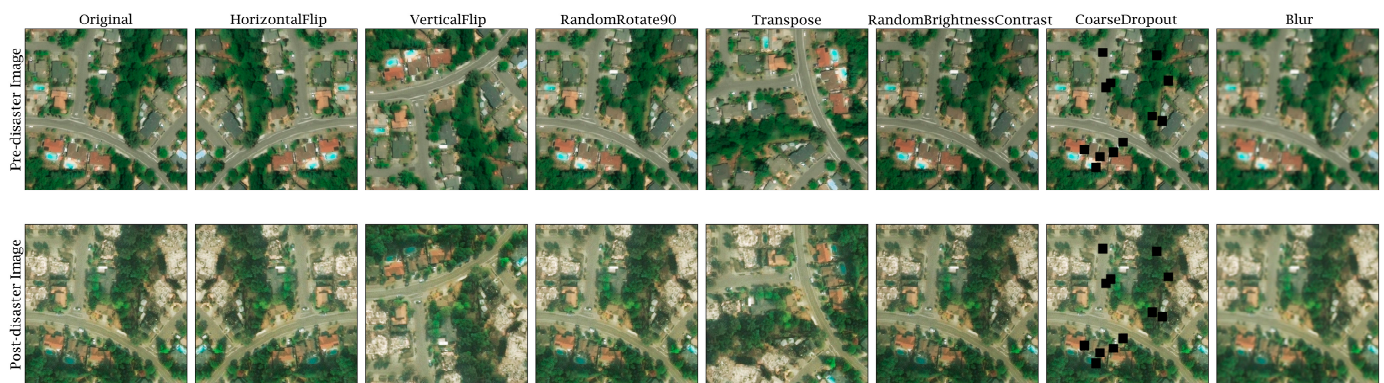 Original HorizontalFlip VerticalFlip RandomRotate90 Transpose RandomBrightnessContrast CoarseDropout Blur
Pre-disaster Image
Post-disaster Image